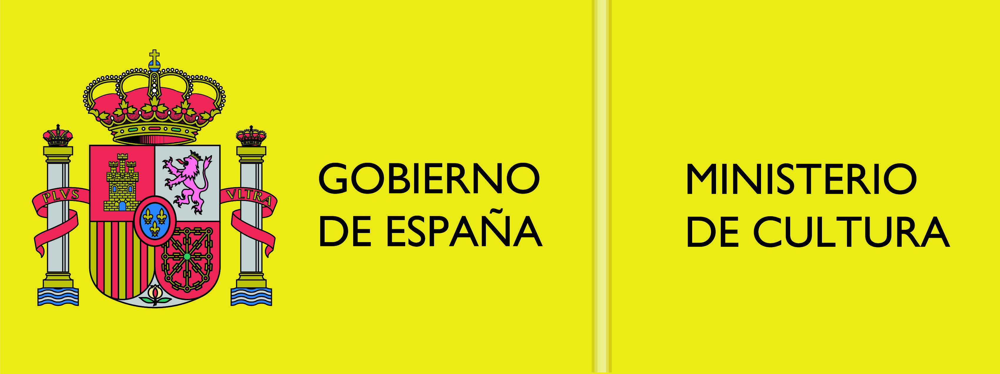 PLVS
VLTRA
GOBIERNO
DE ESPAÑA
MINISTERIO
DE CULTURA